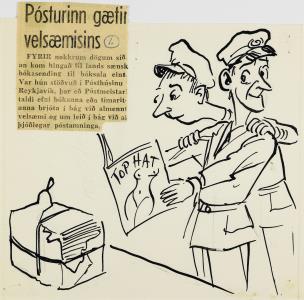 Pósturinn gætir
velsæmisins 2
FYRIR nokkrum dögum síð
an kom hingað til lands sænsk
bókasending til bóksala eins.
Var hún stöðvuð í Pósthúsinu
Reykjavík, þar eð Póstmeistar
taldi efni bókanna eða tímarit
anna brjóta í bág við almennt
velsæmi og um leið í bág við al
þjóðlegar póstsamninga.
TOP HAT